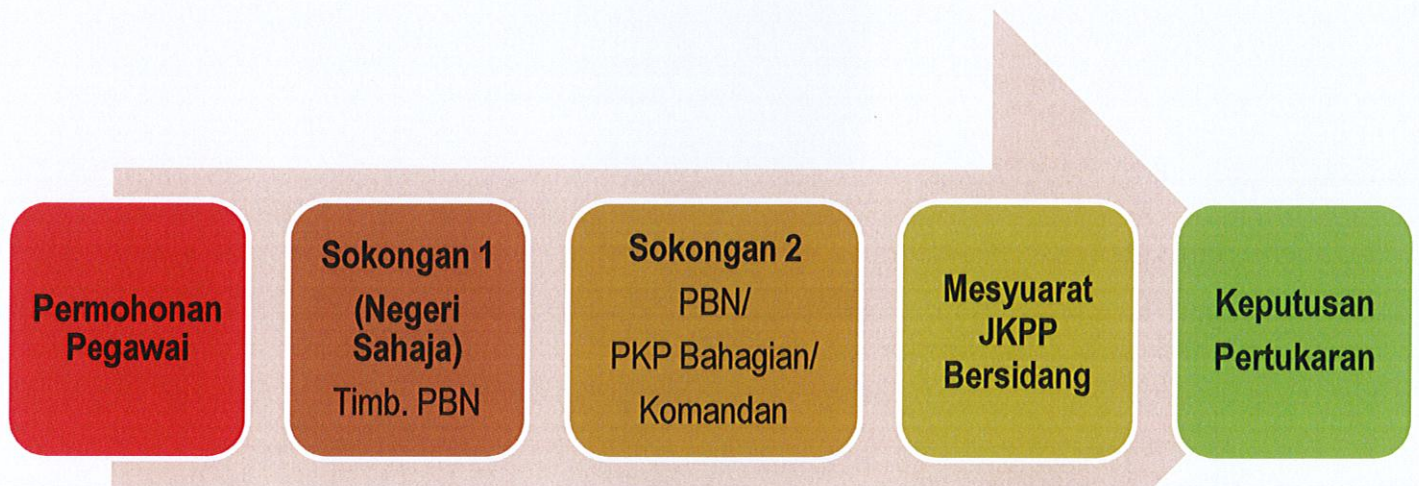 Permohonan
Pegawai
Sokongan 1
(Negeri
Sahaja)
Timb. PBN
Sokongan 2
PBN/
PKP Bahagian/
Komandan
Mesyuarat
JKPP
Bersidang
Keputusan
Pertukaran